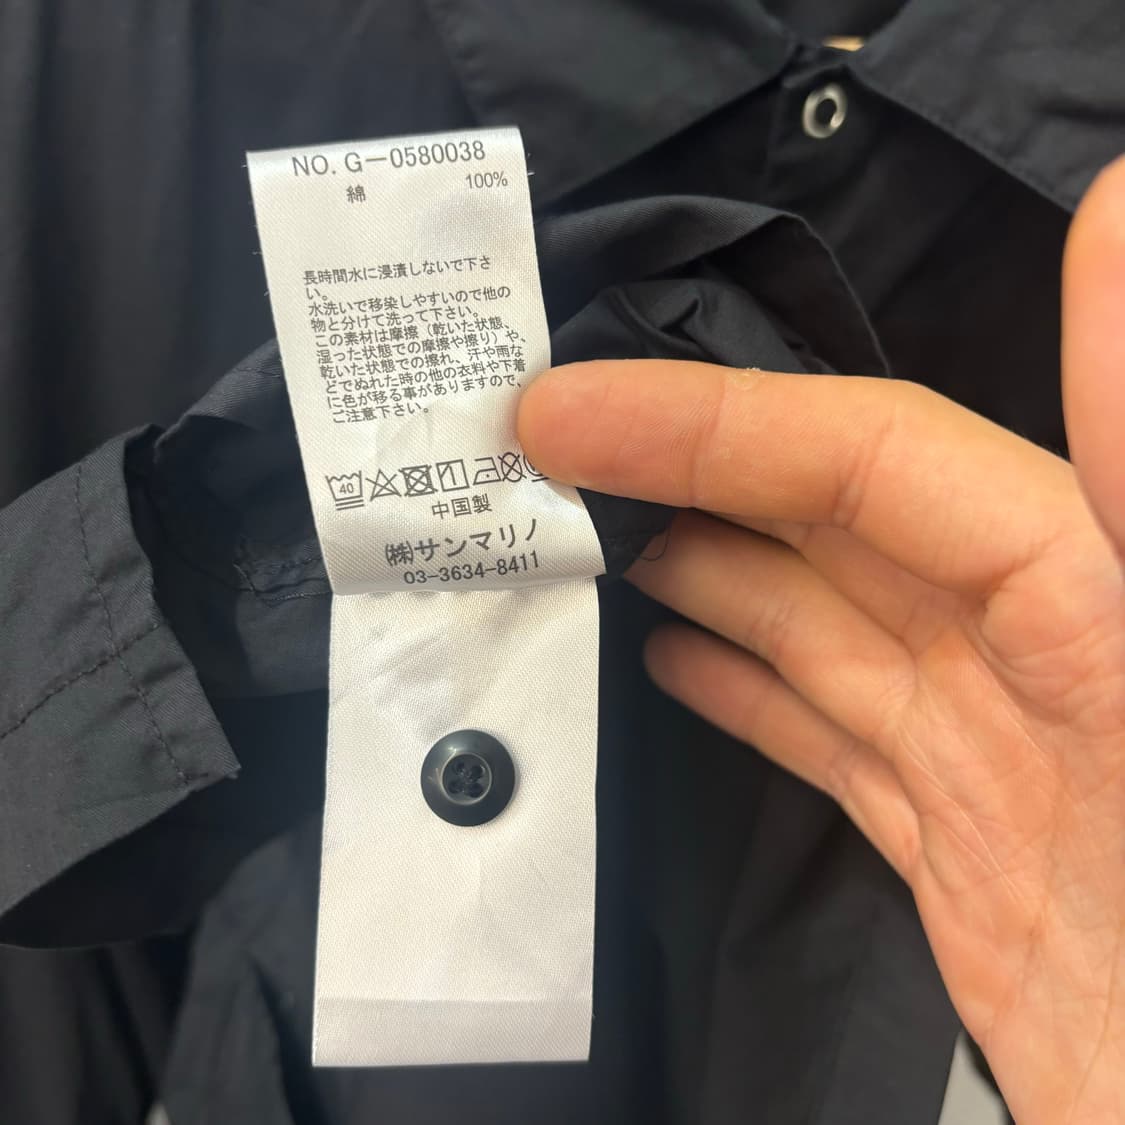 NO. G-0580038
綿 100%
長時間水に浸漬しないで下さ
い。
水洗いで移染しやすいので他の
物と分けて洗って下さい。
この素材は摩擦(乾いた状態、
湿った状態での摩擦や擦り)や、
乾いた状態での擦れ、汗や雨な
どでぬれた時の他の衣料や下着
に色が移る事がありますので、
ご注意下さい。
40
中国製
㈱サンマリノ
03-3634-8411